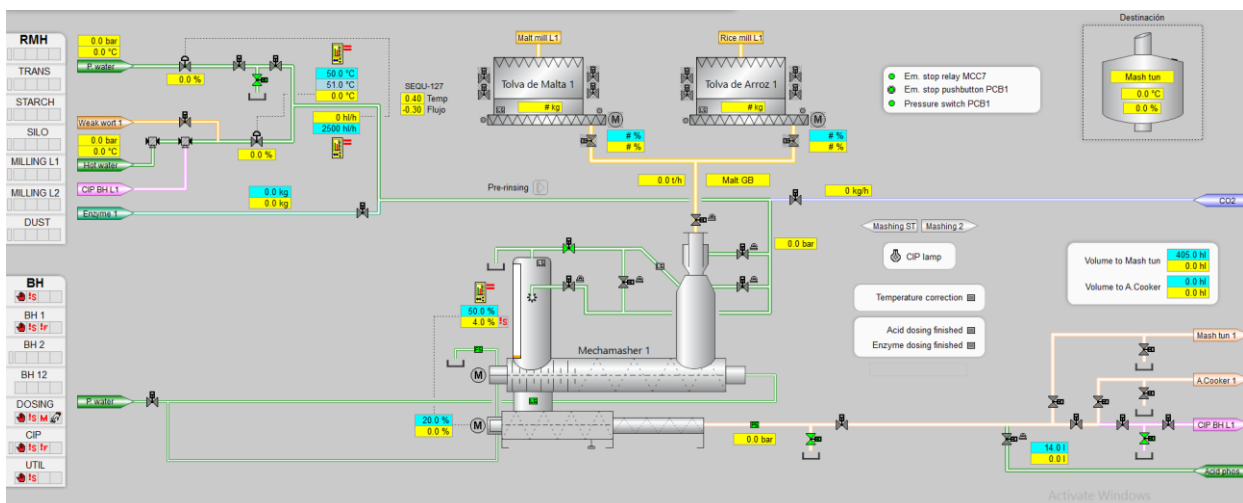 RMH
TRANS
STARCH
SILO
MILLING L1
MILLING L2
DUST
BH
!S
BH 1
!S !F
BH 2
BH 12
DOSING
!S M
CIP
!S !F
UTIL
!S
0.0 bar
0.0 °C
P. water
0.0 %
Weak wort 1
0.0 bar
0.0 °C
Hot water
0.0 %
CIP BH L1
0.0 kg
0.0 kg
Enzyme 1
50.0 °C
51.0 °C
0.0 °C
0 hl/h
2500 hl/h
SEQU-127
0.40 Temp
-0.30 Flujo
Malt mill L1
Tolva de Malta 1
# kg
M
# %
# %
Rice mill L1
Tolva de Arroz 1
# kg
M
# %
# %
Em. stop relay MCC7
Em. stop pushbutton PCB1
Pressure switch PCB1
Destinación
Mash tun
0.0 °C
0.0 %
Pre-rinsing
0.0 t/h
Malt GB
0 kg/h
CO2
0.0 bar
Mashing ST
Mashing 2
CIP lamp
Volume to Mash tun
405.0 hl
0.0 hl
Volume to A.Cooker
0.0 hl
0.0 hl
Temperature correction
Acid dosing finished
Enzyme dosing finished
50.0 %
4.0 % !S
Mechamasher 1
M
P. water
20.0 %
0.0 %
M
0.0 bar
Mash tun 1
A.Cooker 1
CIP BH L1
14.0 l
0.0 l
Acid phos.
Activate Windows